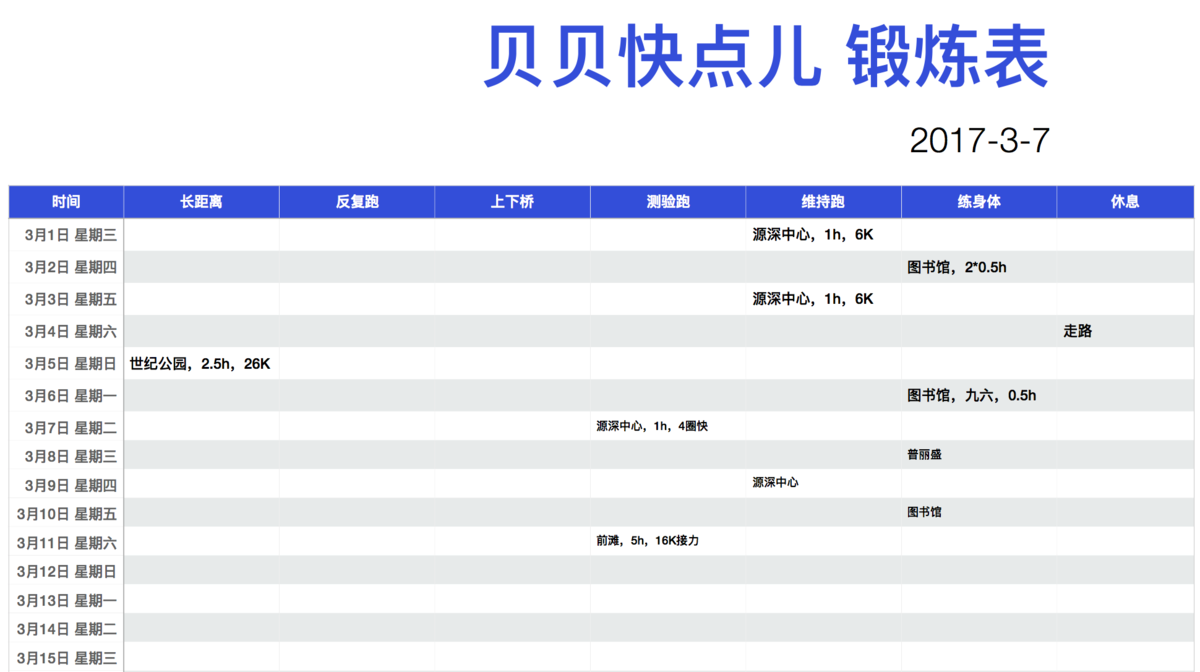 贝贝快点儿 锻炼表
2017-3-7
时间 长距离 反复跑 上下桥 测验跑 维持跑 练身体 休息
3月1日 星期三 源深中心，1h，6K
3月2日 星期四 图书馆，2*0.5h
3月3日 星期五 源深中心，1h，6K
3月4日 星期六 走路
3月5日 星期日 世纪公园，2.5h，26K
3月6日 星期一 图书馆，九六，0.5h
3月7日 星期二 源深中心，1h，4圈快
3月8日 星期三 普丽盛
3月9日 星期四 源深中心
3月10日 星期五 图书馆
3月11日 星期六 前滩，5h，16K接力
3月12日 星期日
3月13日 星期一
3月14日 星期二
3月15日 星期三